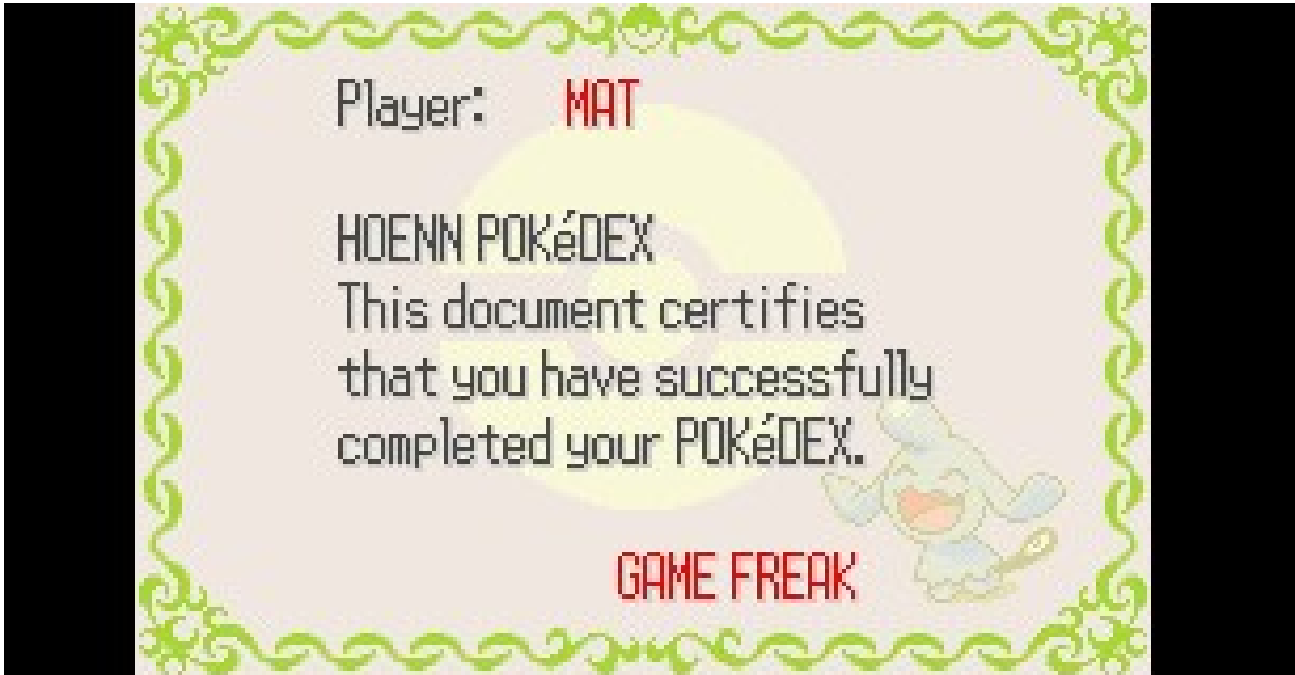 Player: MAT
HOENN POKéDEX
This document certifies
that you have successfully
completed your POKéDEX.
GAME FREAK